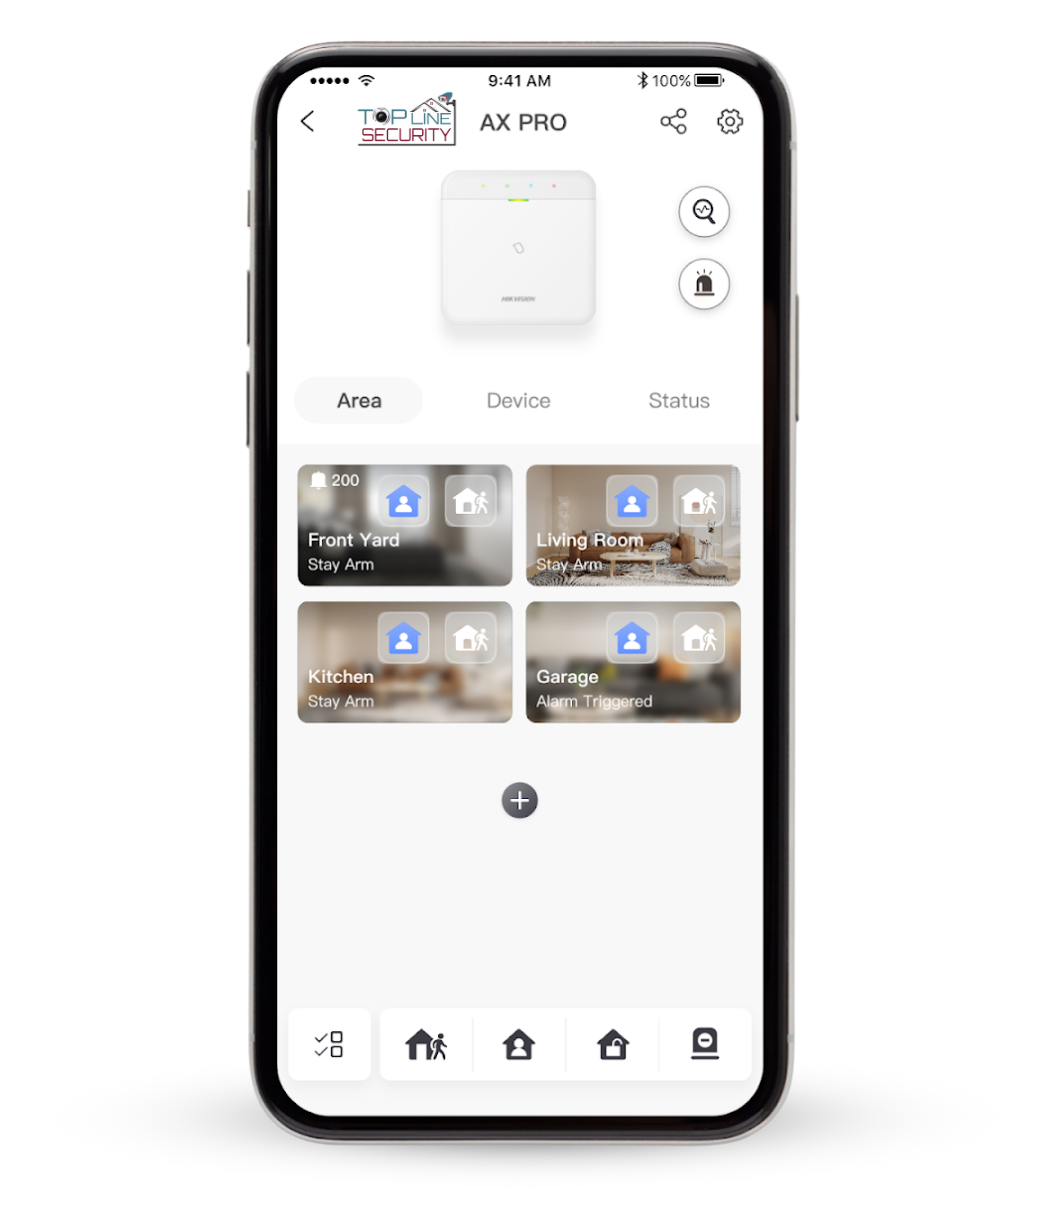 9:41 AM
100%
TOP LINE
SECURITY
AX PRO
HIKVISION
Area
Device
Status
200
Front Yard
Stay Arm
Living Room
Stay Arm
Kitchen
Stay Arm
Garage
Alarm Triggered